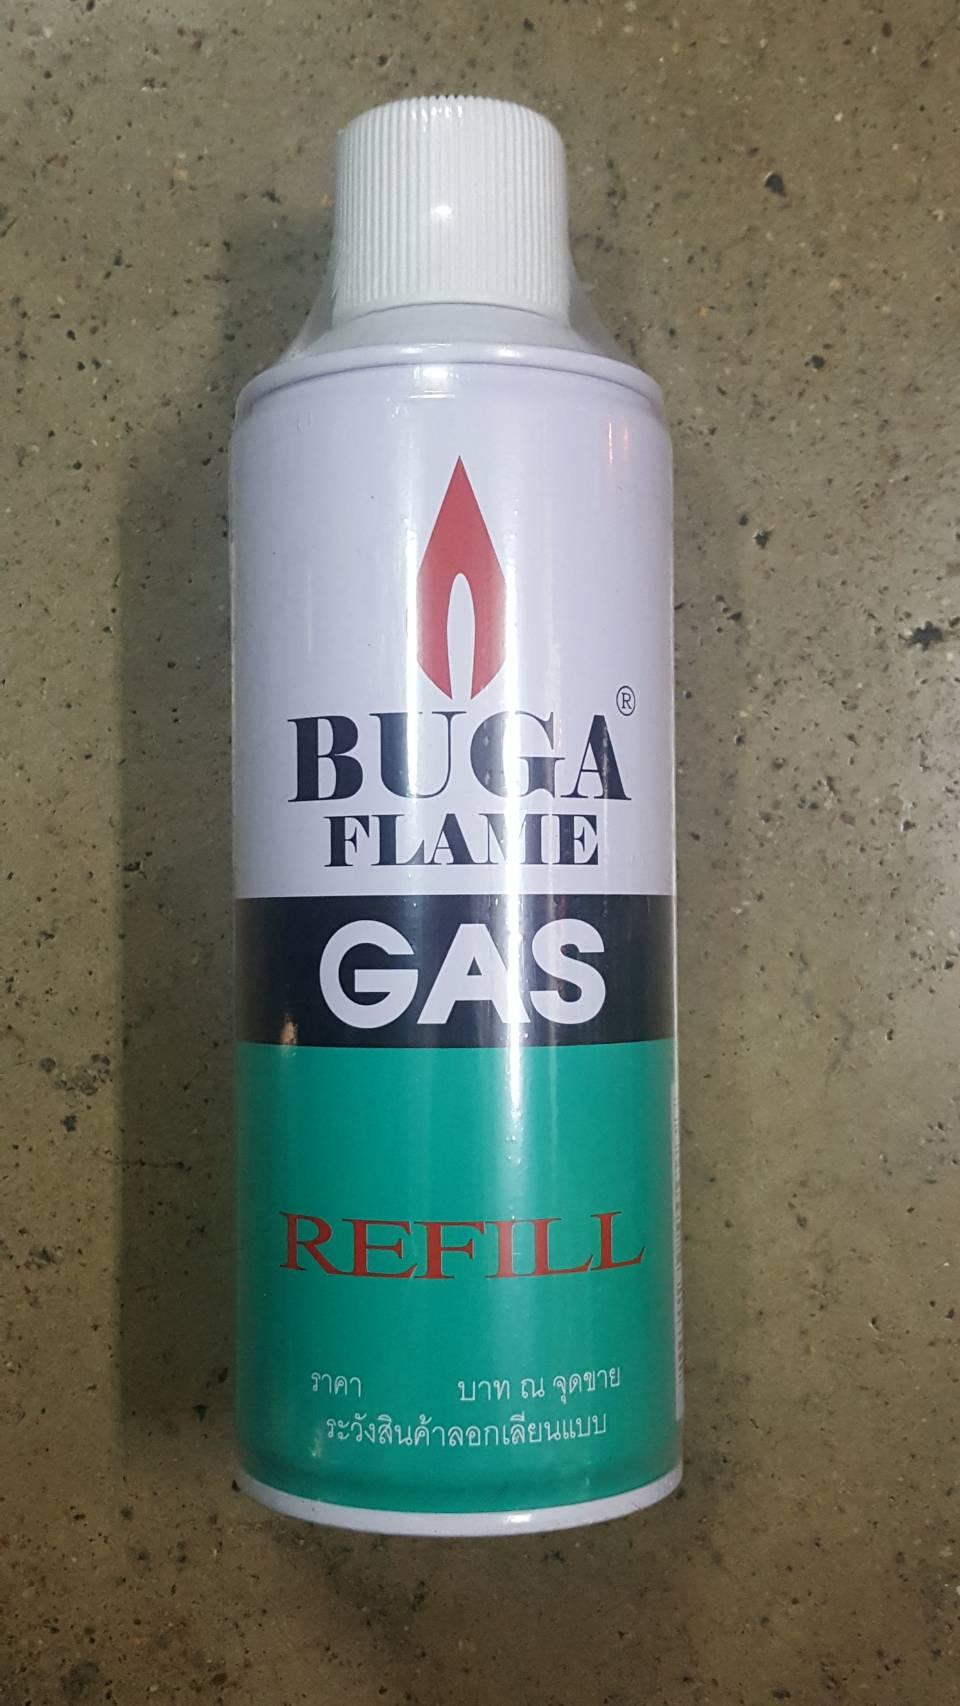 BUGA ®
FLAME
GAS
REFILL
ราคา บาท ณ จุดขาย
ระวังสินค้าลอกเลียนแบบ